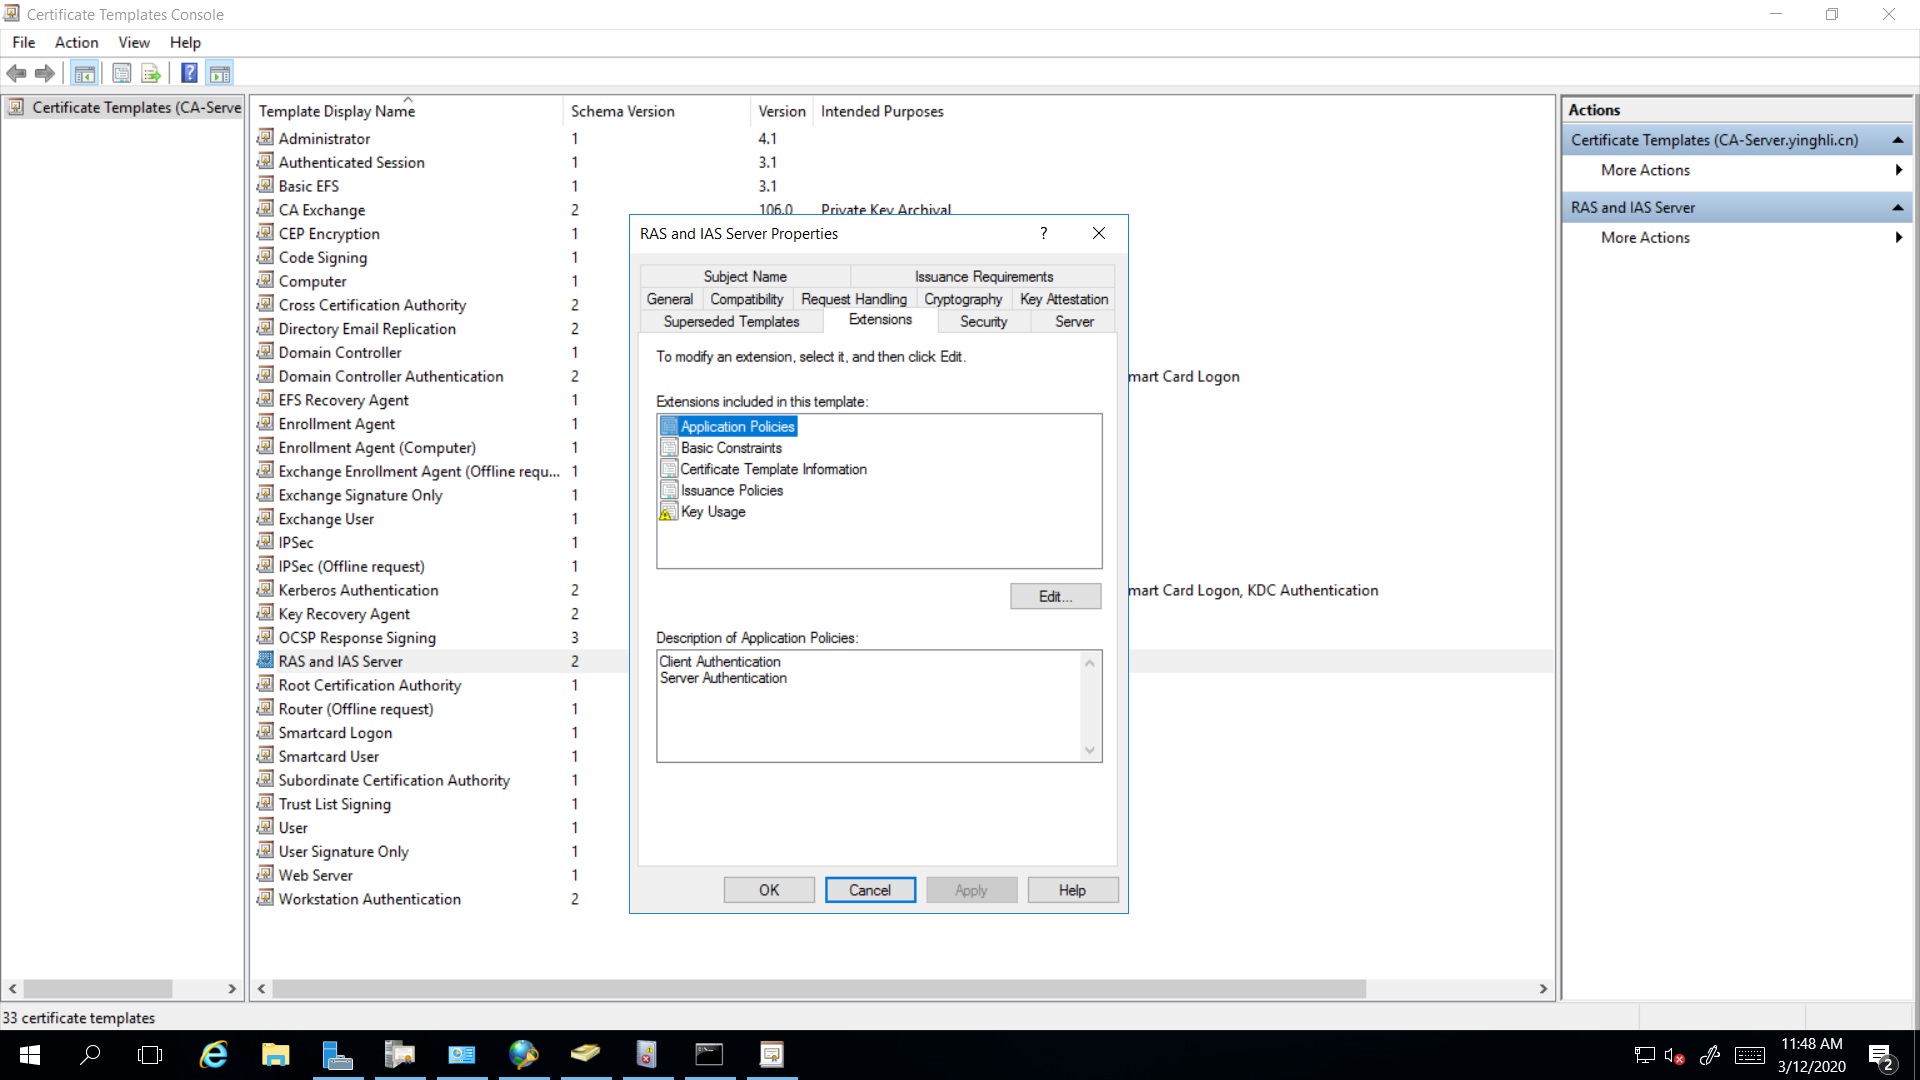 Certificate Templates Console
File Action View Help
Certificate Templates (CA-Serve
Template Display Name Schema Version Version Intended Purposes
Administrator 1 4.1
Authenticated Session 1 3.1
Basic EFS 1 3.1
CA Exchange 2 106.0 Private Key Archival
CEP Encryption 1
Code Signing 1
Computer 1
Cross Certification Authority 2
Directory Email Replication 2
Domain Controller 1
Domain Controller Authentication 2 mart Card Logon
EFS Recovery Agent 1
Enrollment Agent 1
Enrollment Agent (Computer) 1
Exchange Enrollment Agent (Offline requ... 1
Exchange Signature Only 1
Exchange User 1
IPSec 1
IPSec (Offline request) 1
Kerberos Authentication 2 mart Card Logon, KDC Authentication
Key Recovery Agent 2
OCSP Response Signing 3
RAS and IAS Server 2
Root Certification Authority 1
Router (Offline request) 1
Smartcard Logon 1
Smartcard User 1
Subordinate Certification Authority 1
Trust List Signing 1
User 1
User Signature Only 1
Web Server 1
Workstation Authentication 2
RAS and IAS Server Properties ?
Subject Name Issuance Requirements
General Compatibility Request Handling Cryptography Key Attestation
Superseded Templates Extensions Security Server
To modify an extension, select it, and then click Edit.
Extensions included in this template:
Application Policies
Basic Constraints
Certificate Template Information
Issuance Policies
Key Usage
Edit...
Description of Application Policies:
Client Authentication
Server Authentication
OK Cancel Apply Help
Actions
Certificate Templates (CA-Server.yinghli.cn)
More Actions
RAS and IAS Server
More Actions
33 certificate templates
11:48 AM
3/12/2020
2